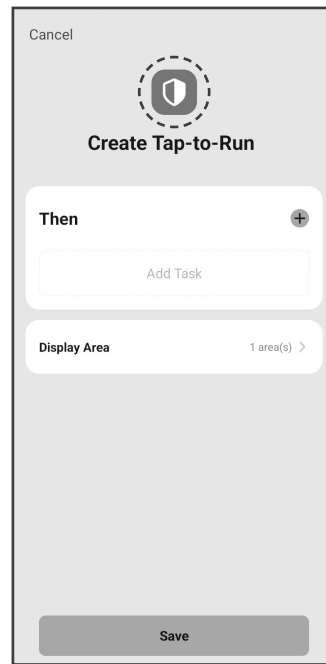 Cancel
Create Tap-to-Run
Then
Add Task
Display Area 1 area(s)
Save